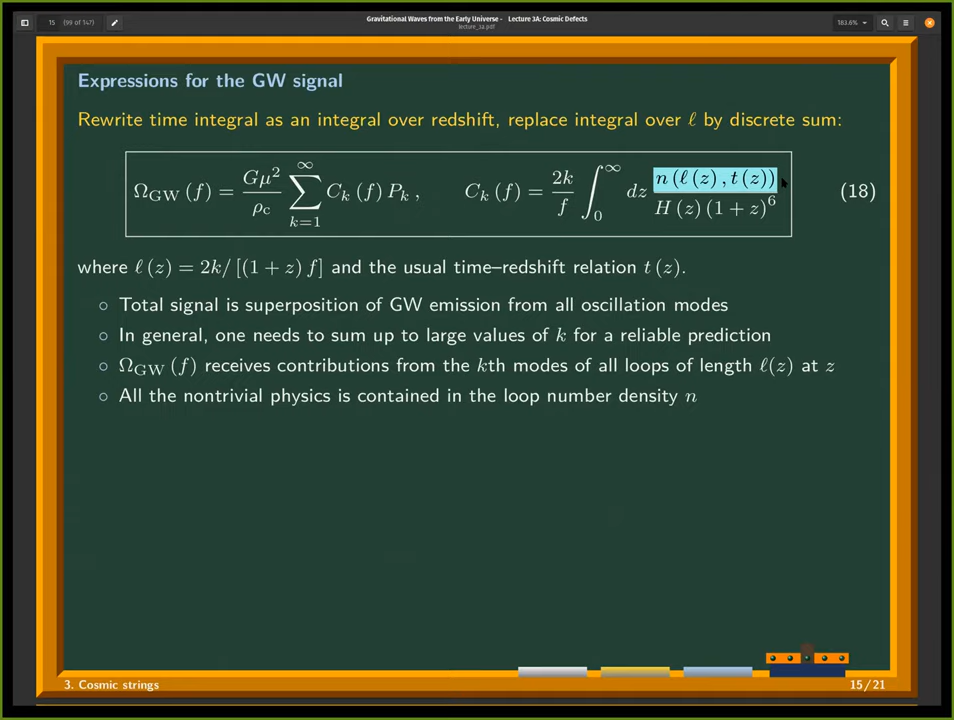 Gravitational Waves from the Early Universe - Lecture 3A: Cosmic Defects
lecture_3a.pdf
15 (99 of 147)
183.6%
Expressions for the GW signal
Rewrite time integral as an integral over redshift, replace integral over ℓ by discrete sum:
Ω_GW (f) = Gμ²/ρ_c ∑_{k=1}^{∞} C_k (f) P_k , C_k (f) = 2k/f ∫_0^∞ dz n (ℓ (z) , t (z)) / H (z) (1 + z)^6 (18)
where ℓ (z) = 2k/ [(1 + z) f] and the usual time–redshift relation t (z).
○ Total signal is superposition of GW emission from all oscillation modes
○ In general, one needs to sum up to large values of k for a reliable prediction
○ Ω_GW (f) receives contributions from the kth modes of all loops of length ℓ(z) at z
○ All the nontrivial physics is contained in the loop number density n
3. Cosmic strings
15/21